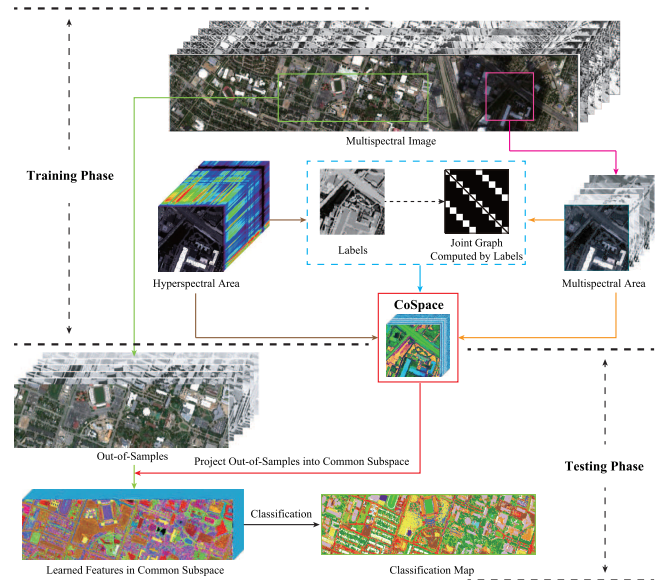 Multispectral Image
Training Phase
Labels
Joint Graph
Computed by Labels
Hyperspectral Area
Multispectral Area
CoSpace
Out-of-Samples
Project Out-of-Samples into Common Subspace
Testing Phase
Classification
Learned Features in Common Subspace
Classification Map